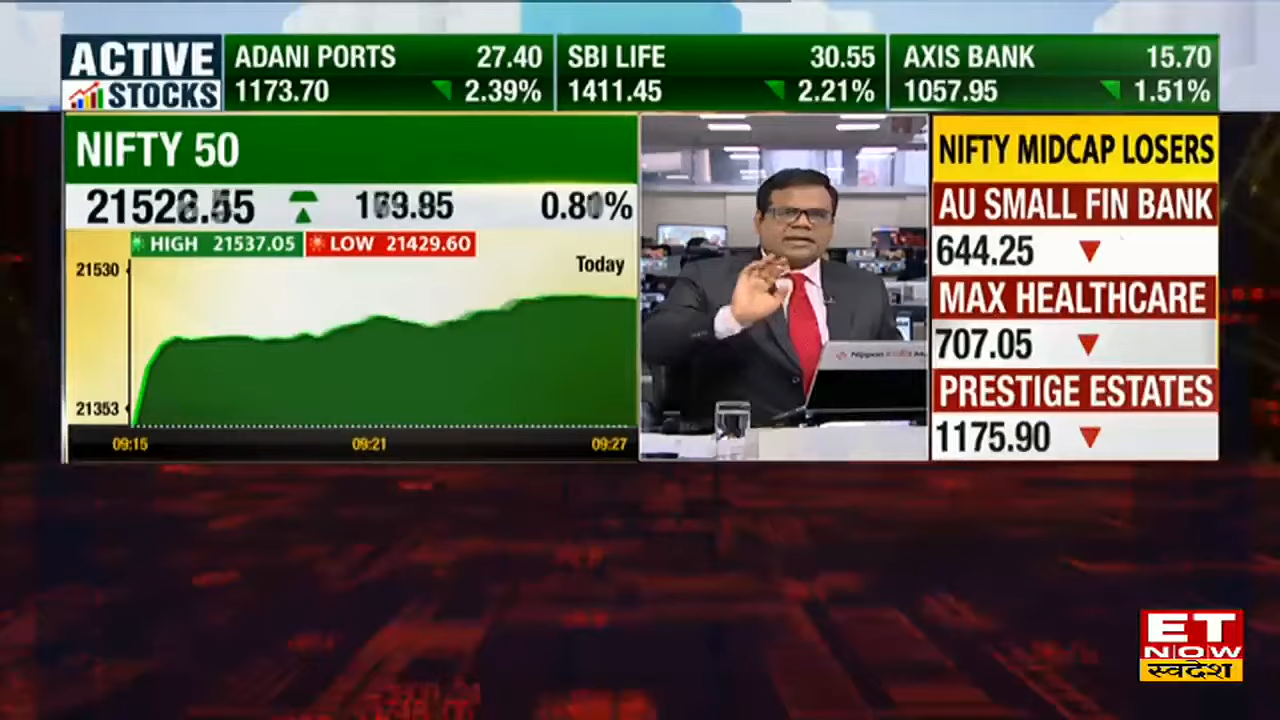 ACTIVE
STOCKS
ADANI PORTS 27.40
1173.70 2.39%
SBI LIFE 30.55
1411.45 2.21%
AXIS BANK 15.70
1057.95 1.51%
NIFTY 50
HIGH 21537.05 LOW 21429.60
Today
21530
21353
09:15 09:21 09:27
Nippon
NIFTY MIDCAP LOSERS
AU SMALL FIN BANK
644.25
MAX HEALTHCARE
707.05
PRESTIGE ESTATES
1175.90
ET
NOW
स्वदेश